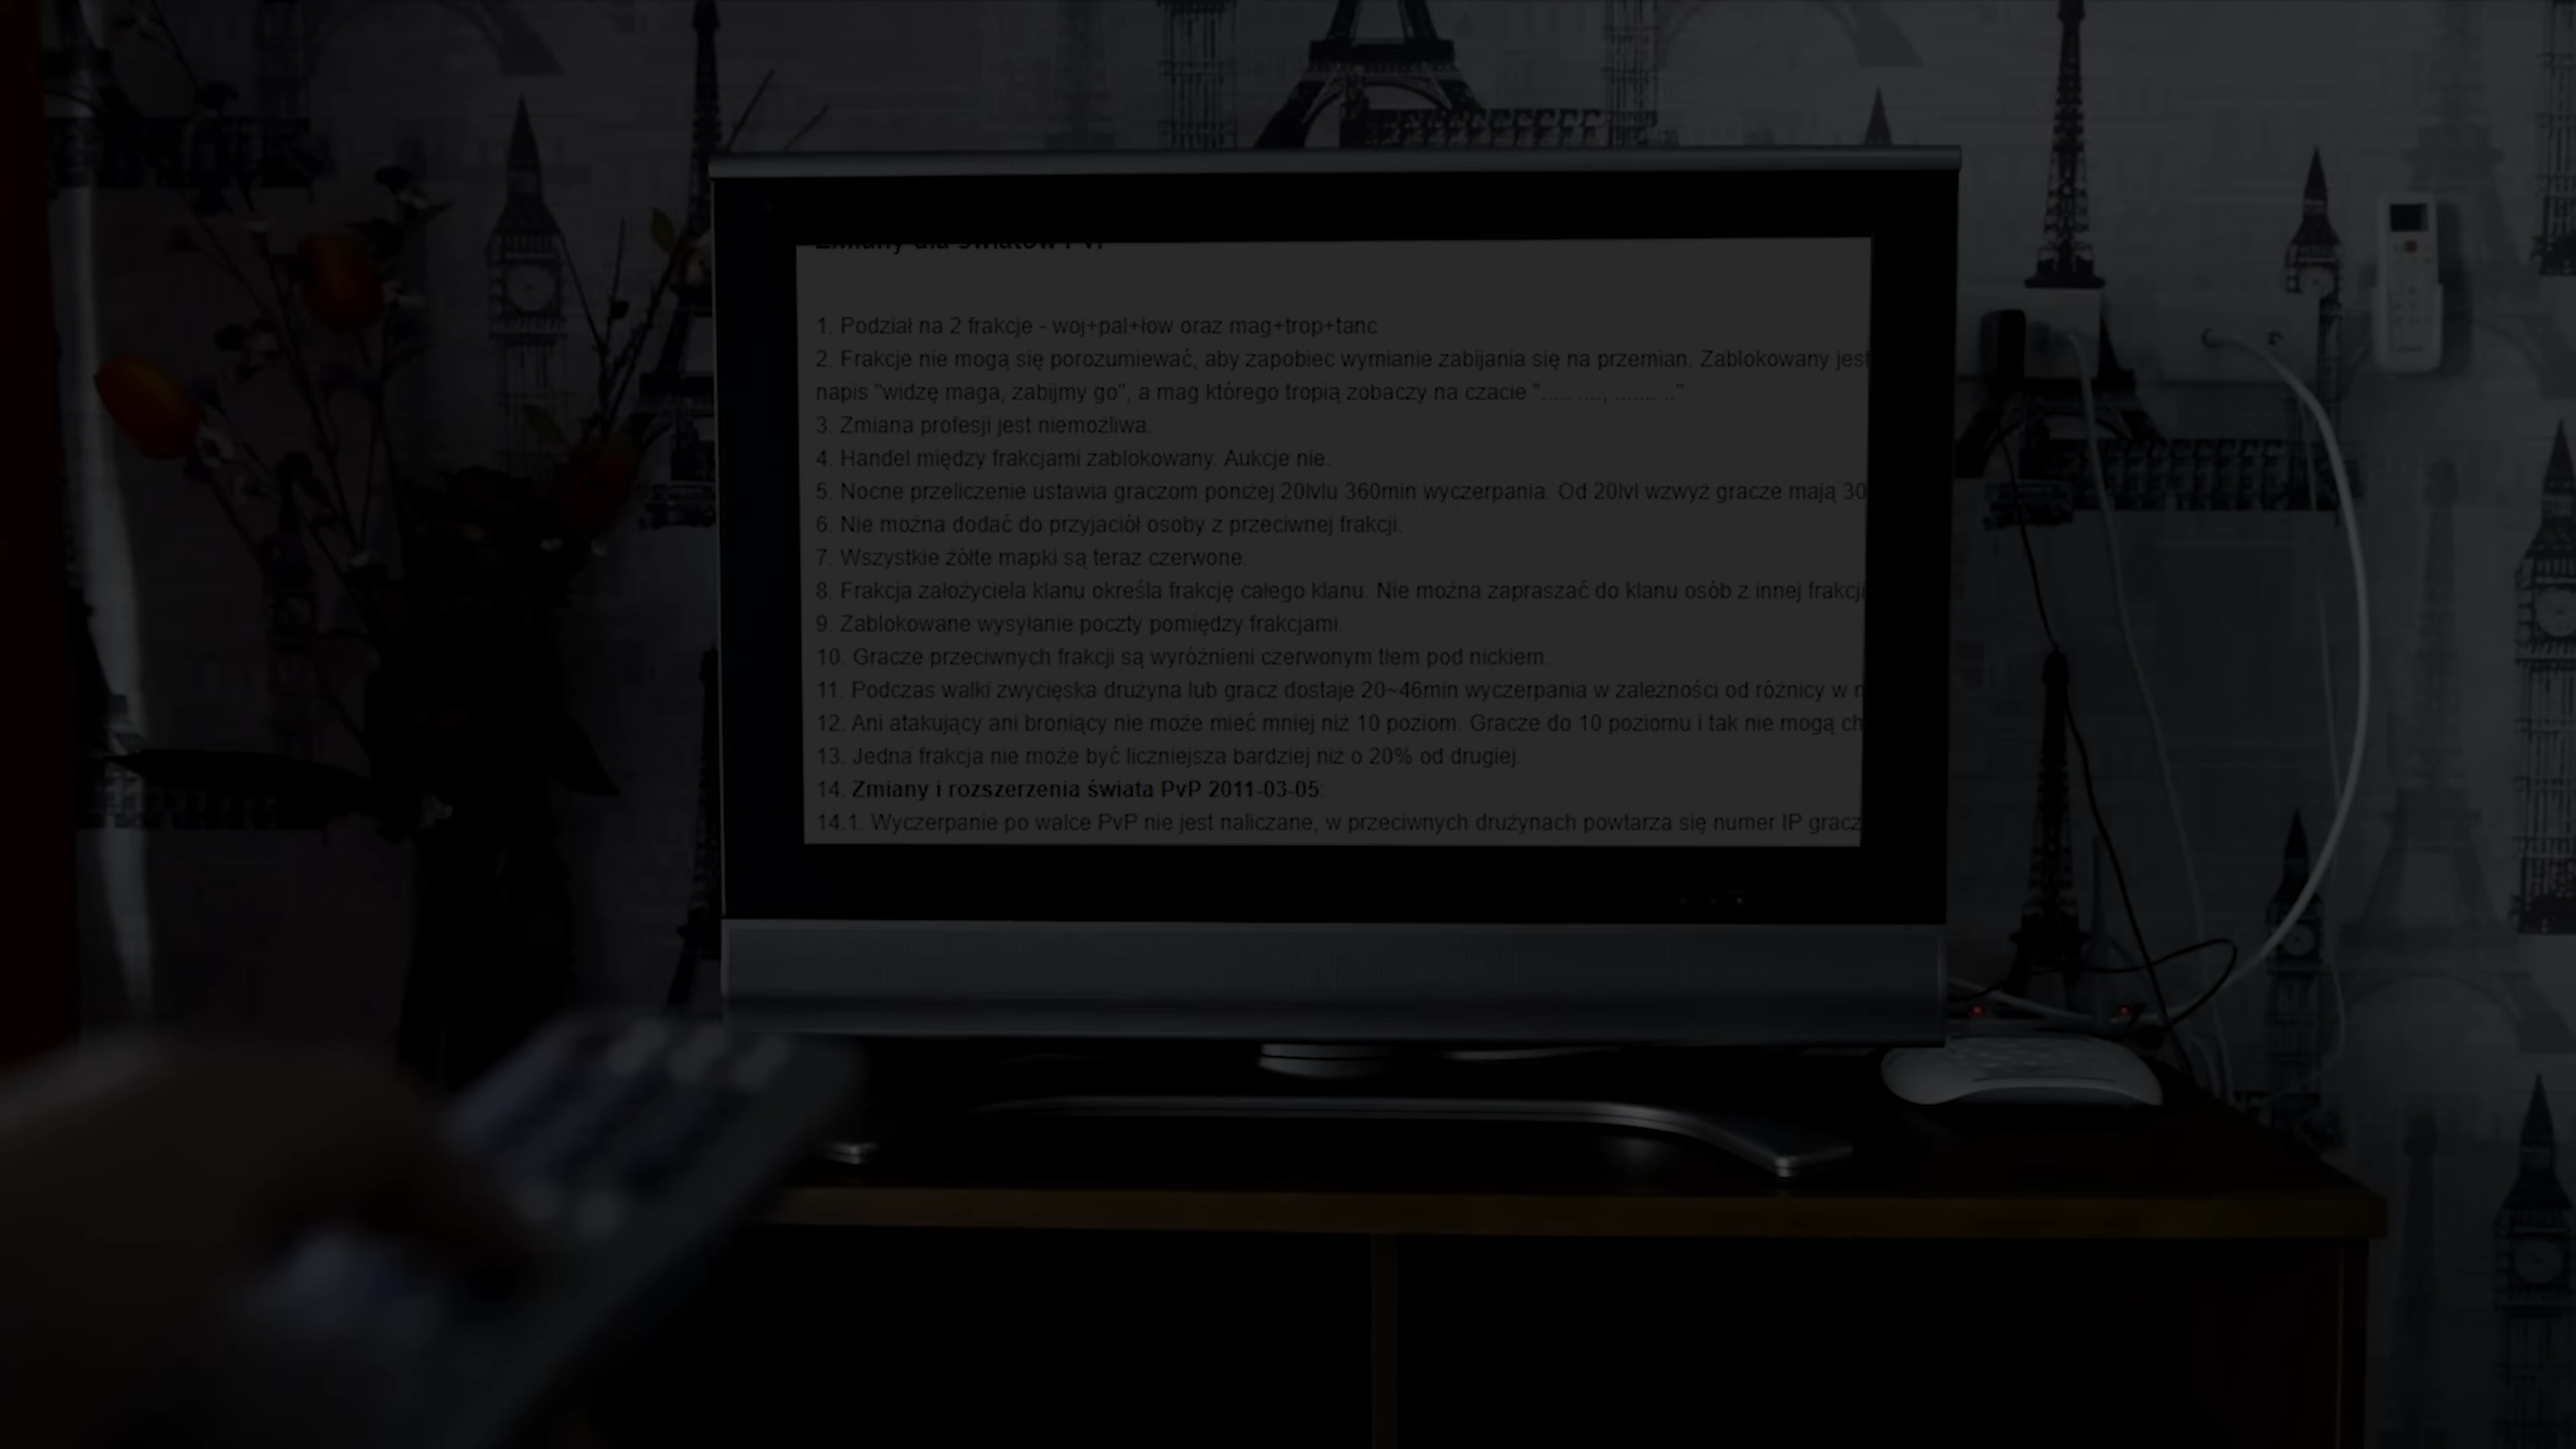 Zmiany dla światów PvP
1. Podział na 2 frakcje - woj+pal+łow oraz mag+trop+tanc
2. Frakcje nie mogą się porozumiewać, aby zapobiec wymianie zabijania się na przemian. Zablokowany jest
napis "widzę maga, zabijmy go", a mag którego tropią zobaczy na czacie "..... ...., ....... .."
3. Zmiana profesji jest niemożliwa.
4. Handel między frakcjami zablokowany. Aukcje nie.
5. Nocne przeliczenie ustawia graczom poniżej 20lvlu 360min wyczerpania. Od 20lvl wzwyż gracze mają 30
6. Nie można dodać do przyjaciół osoby z przeciwnej frakcji.
7. Wszystkie żółte mapki są teraz czerwone.
8. Frakcja założyciela klanu określa frakcję całego klanu. Nie można zapraszać do klanu osób z innej frakcji
9. Zablokowane wysyłanie poczty pomiędzy frakcjami.
10. Gracze przeciwnych frakcji są wyróżnieni czerwonym tłem pod nickiem.
11. Podczas walki zwycięska drużyna lub gracz dostaje 20~46min wyczerpania w zależności od różnicy w
12. Ani atakujący ani broniący nie może mieć mniej niż 10 poziom. Gracze do 10 poziomu i tak nie mogą ch
13. Jedna frakcja nie może być liczniejsza bardziej niż o 20% od drugiej.
14. Zmiany i rozszerzenia świata PvP 2011-03-05:
14.1. Wyczerpanie po walce PvP nie jest naliczane, w przeciwnych drużynach powtarza się numer IP gracz